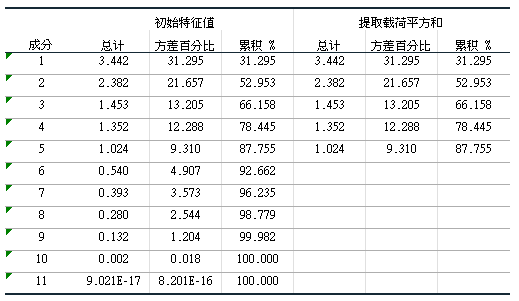 初始特征值 提取载荷平方和
成分 总计 方差百分比 累积 % 总计 方差百分比 累积 %
1 3.442 31.295 31.295 3.442 31.295 31.295
2 2.382 21.657 52.953 2.382 21.657 52.953
3 1.453 13.205 66.158 1.453 13.205 66.158
4 1.352 12.288 78.445 1.352 12.288 78.445
5 1.024 9.310 87.755 1.024 9.310 87.755
6 0.540 4.907 92.662
7 0.393 3.573 96.235
8 0.280 2.544 98.779
9 0.132 1.204 99.982
10 0.002 0.018 100.000
11 9.021E-17 8.201E-16 100.000